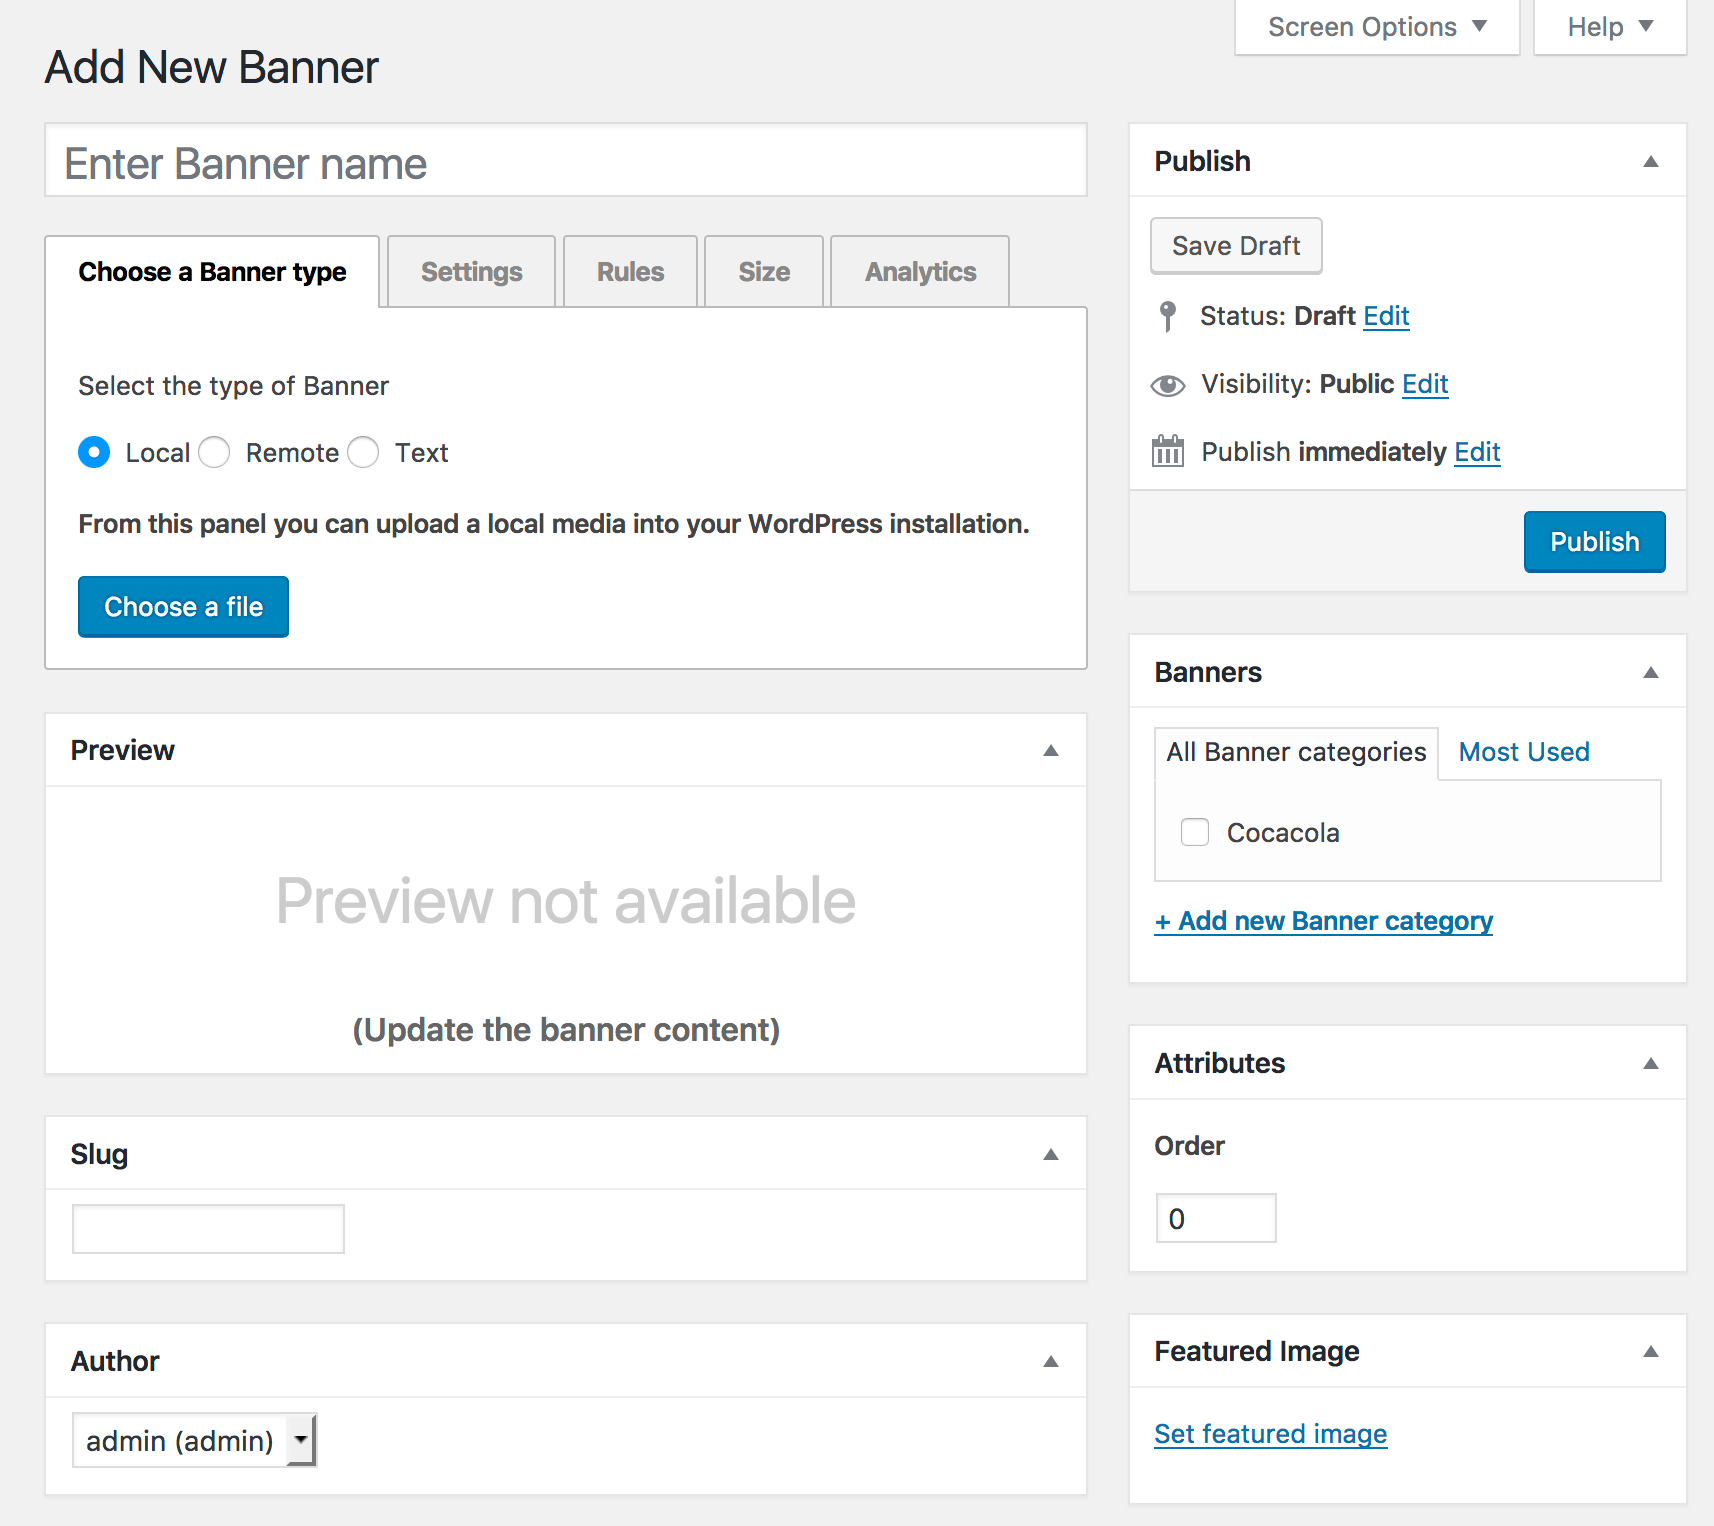 Screen Options
Help
Add New Banner
Enter Banner name
Choose a Banner type
Settings
Rules
Size
Analytics
Select the type of Banner
Local
Remote
Text
From this panel you can upload a local media into your WordPress installation.
Choose a file
Preview
Preview not available
(Update the banner content)
Slug
Author
admin (admin)
Publish
Save Draft
Status: Draft Edit
Visibility: Public Edit
Publish immediately Edit
Publish
Banners
All Banner categories
Most Used
Cocacola
+ Add new Banner category
Attributes
Order
0
Featured Image
Set featured image